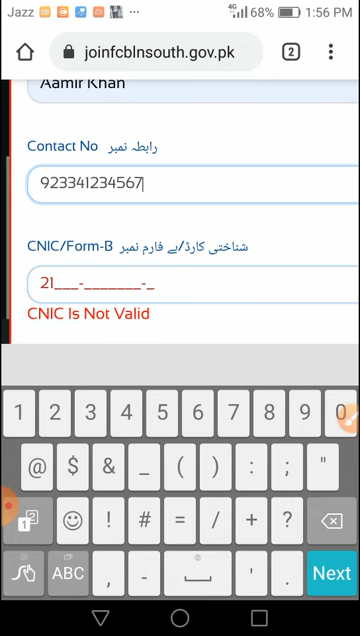 Jazz ... 4G 68% 1:56 PM
joinfcblnsouth.gov.pk 2
Aamir Khan
Contact No رابطہ نمبر
923341234567
CNIC/Form-B شناختی کارڈ/بے فارم نمبر
21___-_______-_
CNIC Is Not Valid
1 2 3 4 5 6 7 8 9 0
@ $ & _ ( ) : ; "
! # = / + ?
ABC , - ' . Next